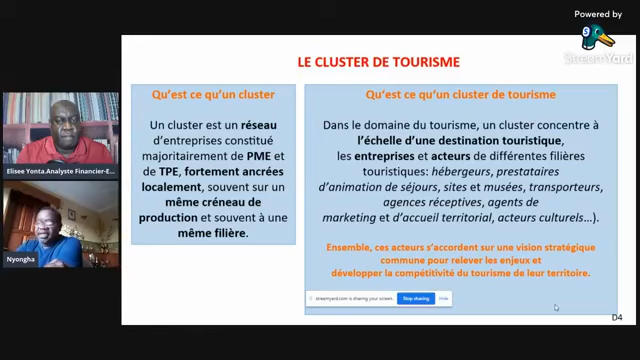 Powered by
StreamYard
LE CLUSTER DE TOURISME
Qu'est ce qu'un cluster
Un cluster est un réseau
d'entreprises constitué
majoritairement de PME et
de TPE, fortement ancrées
localement, souvent sur un
même créneau de
production et souvent à une
même filière.
Qu'est ce qu'un cluster de tourisme
Dans le domaine du tourisme, un cluster concentre à
l'échelle d'une destination touristique,
les entreprises et acteurs de différentes filières
touristiques: hébergeurs, prestataires
d'animation de séjours, sites et musées, transporteurs,
agences réceptives, agents de
marketing et d'accueil territorial, acteurs culturels...).
Ensemble, ces acteurs s'accordent sur une vision stratégique
commune pour relever les enjeux et
développer la compétitivité du tourisme de leur territoire.
streamyard.com is sharing your screen.
Stop sharing
Hide
D4
Elisee Yonta.Analyste Financier-E...
Nyongha